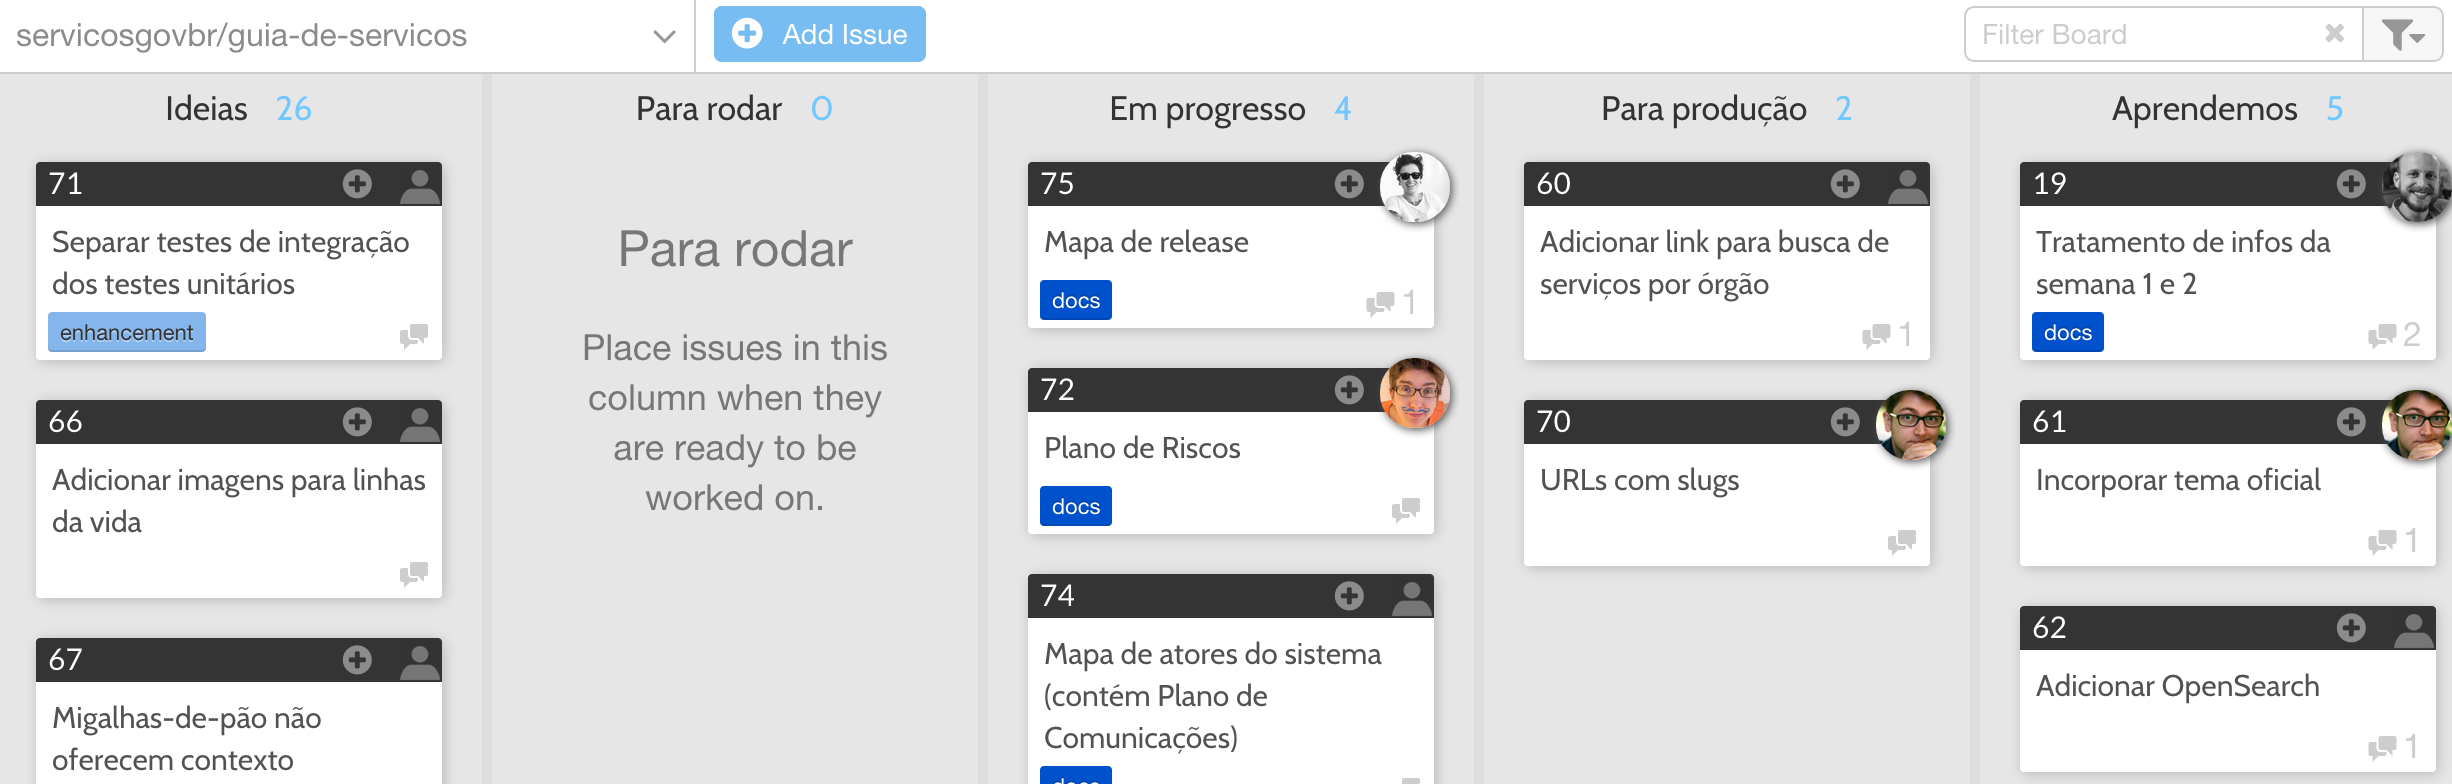 servicosgovbr/guia-de-servicos
Add Issue
Filter Board
Ideias 26
71
Separar testes de integração
dos testes unitários
enhancement
66
Adicionar imagens para linhas
da vida
67
Migalhas-de-pão não
oferecem contexto
Para rodar 0
Para rodar
Place issues in this
column when they
are ready to be
worked on.
Em progresso 4
75
Mapa de release
docs
1
72
Plano de Riscos
docs
74
Mapa de atores do sistema
(contém Plano de
Comunicações)
docs
Para produção 2
60
Adicionar link para busca de
serviços por órgão
1
70
URLs com slugs
Aprendemos 5
19
Tratamento de infos da
semana 1 e 2
docs
2
61
Incorporar tema oficial
1
62
Adicionar OpenSearch
1